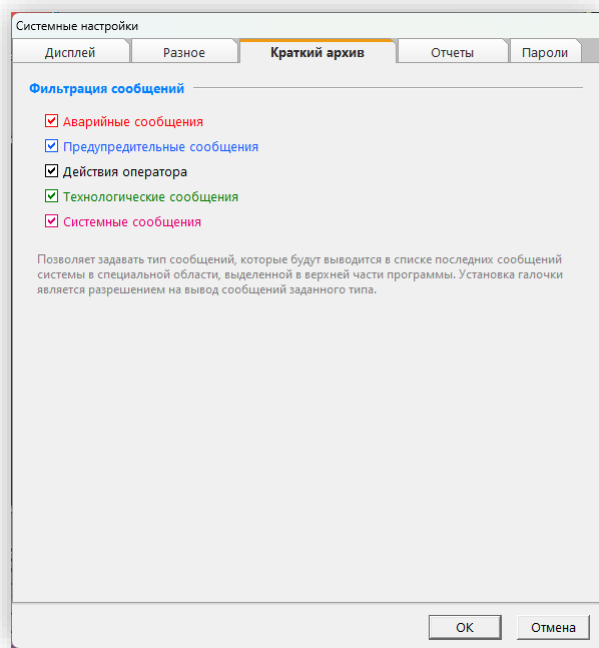 Системные настройки
Дисплей Разное Краткий архив Отчеты Пароли
Фильтрация сообщений
Аварийные сообщения
Предупредительные сообщения
Действия оператора
Технологические сообщения
Системные сообщения
Позволяет задавать тип сообщений, которые будут выводится в списке последних сообщений
системы в специальной области, выделенной в верхней части программы. Установка галочки
является разрешением на вывод сообщений заданного типа.
ОК Отмена